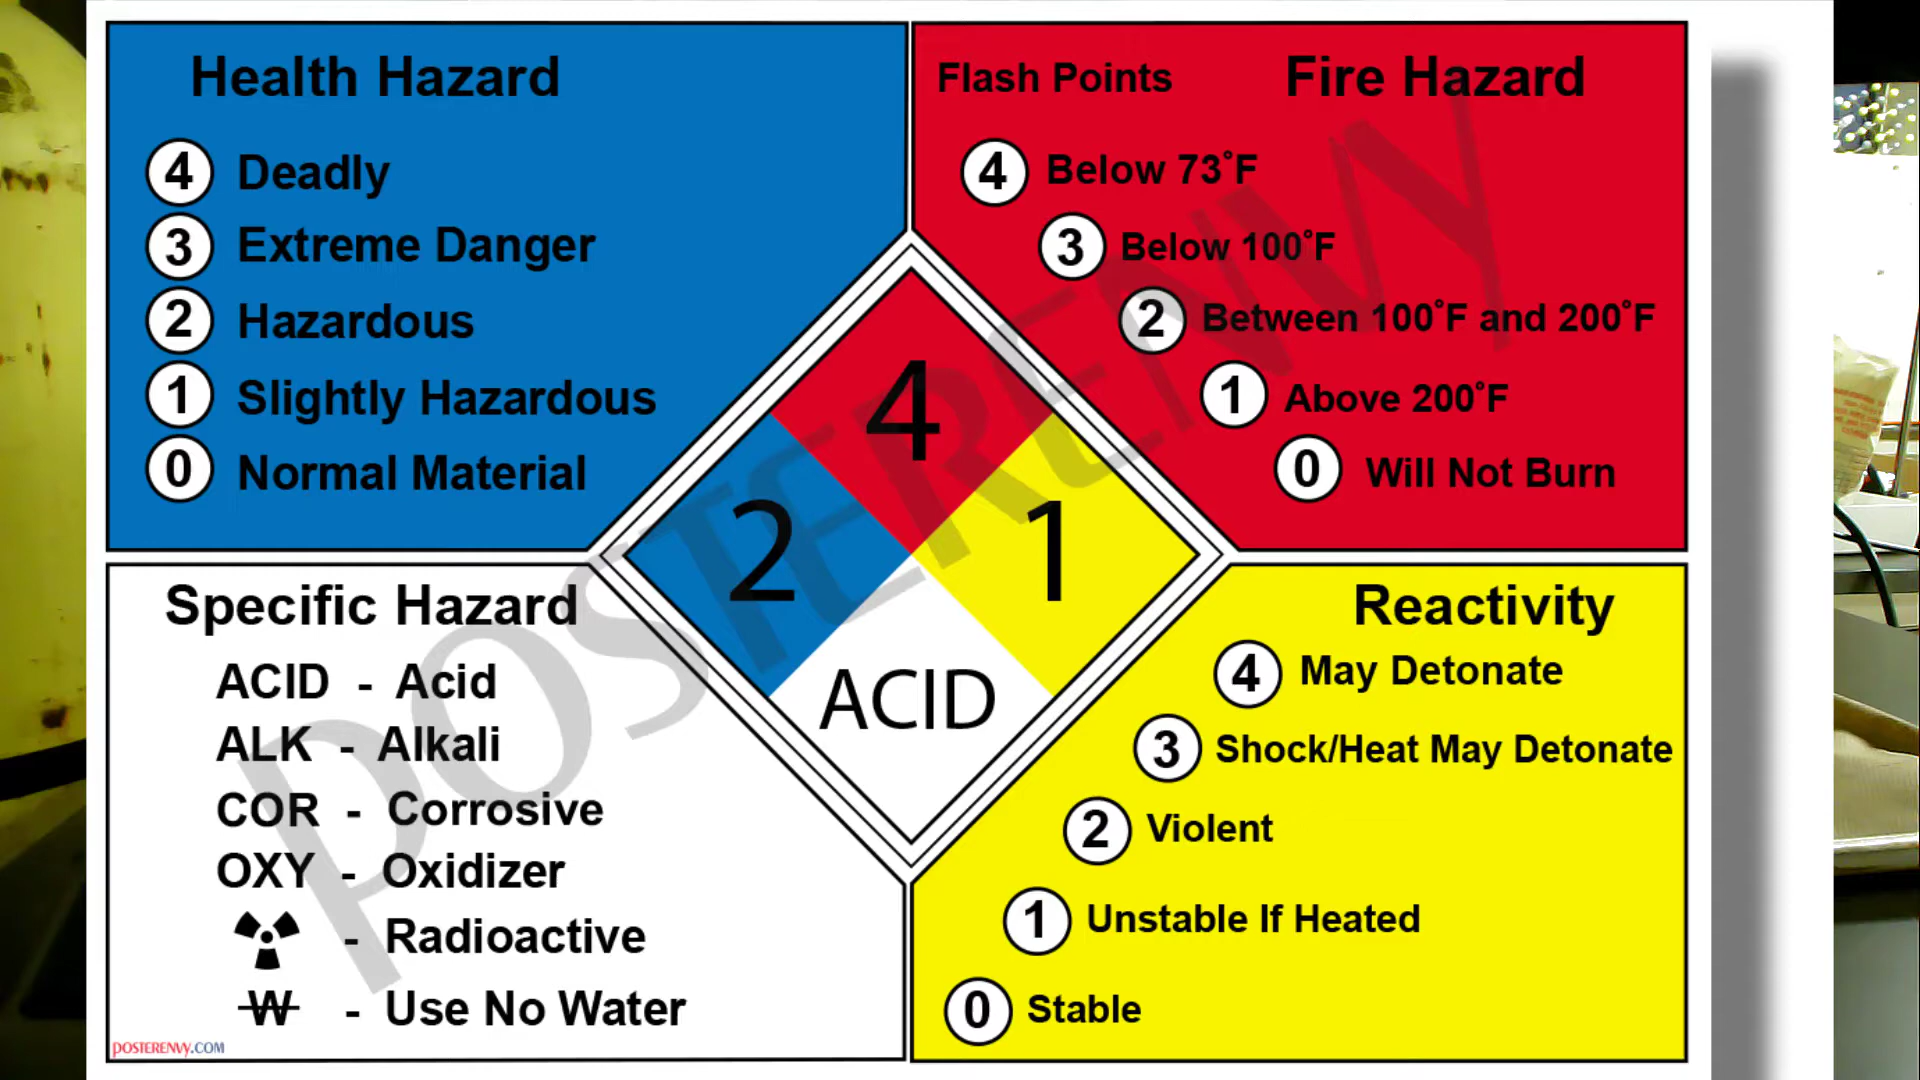 Health Hazard
4 Deadly
3 Extreme Danger
2 Hazardous
1 Slightly Hazardous
0 Normal Material
Flash Points Fire Hazard
4 Below 73°F
3 Below 100°F
2 Between 100°F and 200°F
1 Above 200°F
0 Will Not Burn
4
2
1
ACID
Specific Hazard
ACID - Acid
ALK - Alkali
COR - Corrosive
OXY - Oxidizer
- Radioactive
W - Use No Water
Reactivity
4 May Detonate
3 Shock/Heat May Detonate
2 Violent
1 Unstable If Heated
0 Stable
POSTERENVY
POSTERENVY.COM